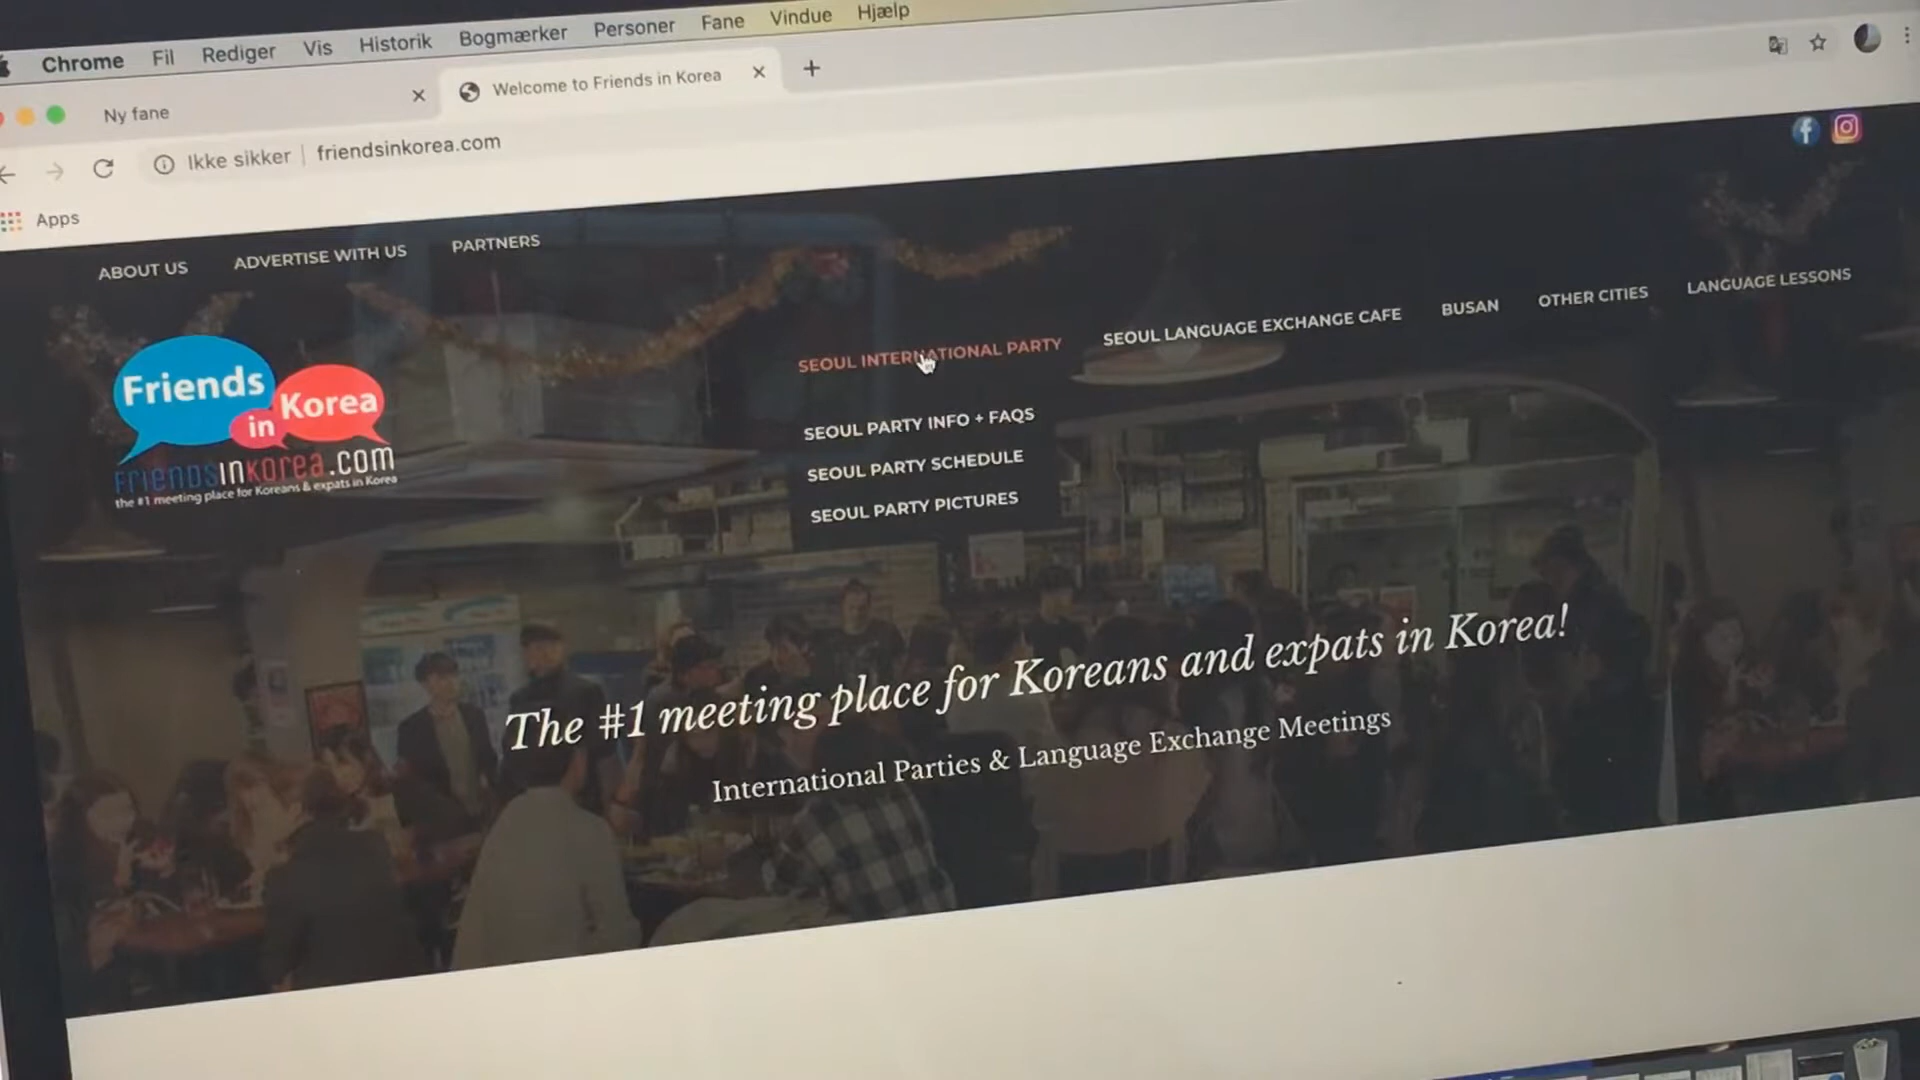 Chrome Fil Rediger Vis Historik Bogmærker Personer Fane Vindue Hjælp
Ny fane
Welcome to Friends in Korea
Ikke sikker | friendsinkorea.com
Apps
ABOUT US ADVERTISE WITH US PARTNERS
SEOUL INTERNATIONAL PARTY SEOUL LANGUAGE EXCHANGE CAFE BUSAN OTHER CITIES LANGUAGE LESSONS
SEOUL PARTY INFO + FAQS
SEOUL PARTY SCHEDULE
SEOUL PARTY PICTURES
Friends
in
Korea
FRIENDSINKOREA.COM
the #1 meeting place for Koreans & expats in Korea
The #1 meeting place for Koreans and expats in Korea!
International Parties & Language Exchange Meetings